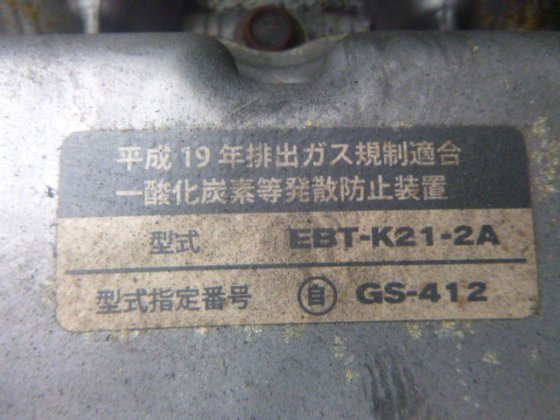 平成19年排出ガス規制適合
一酸化炭素等発散防止装置
型式 EBT-K21-2A
型式指定番号 自 GS-412